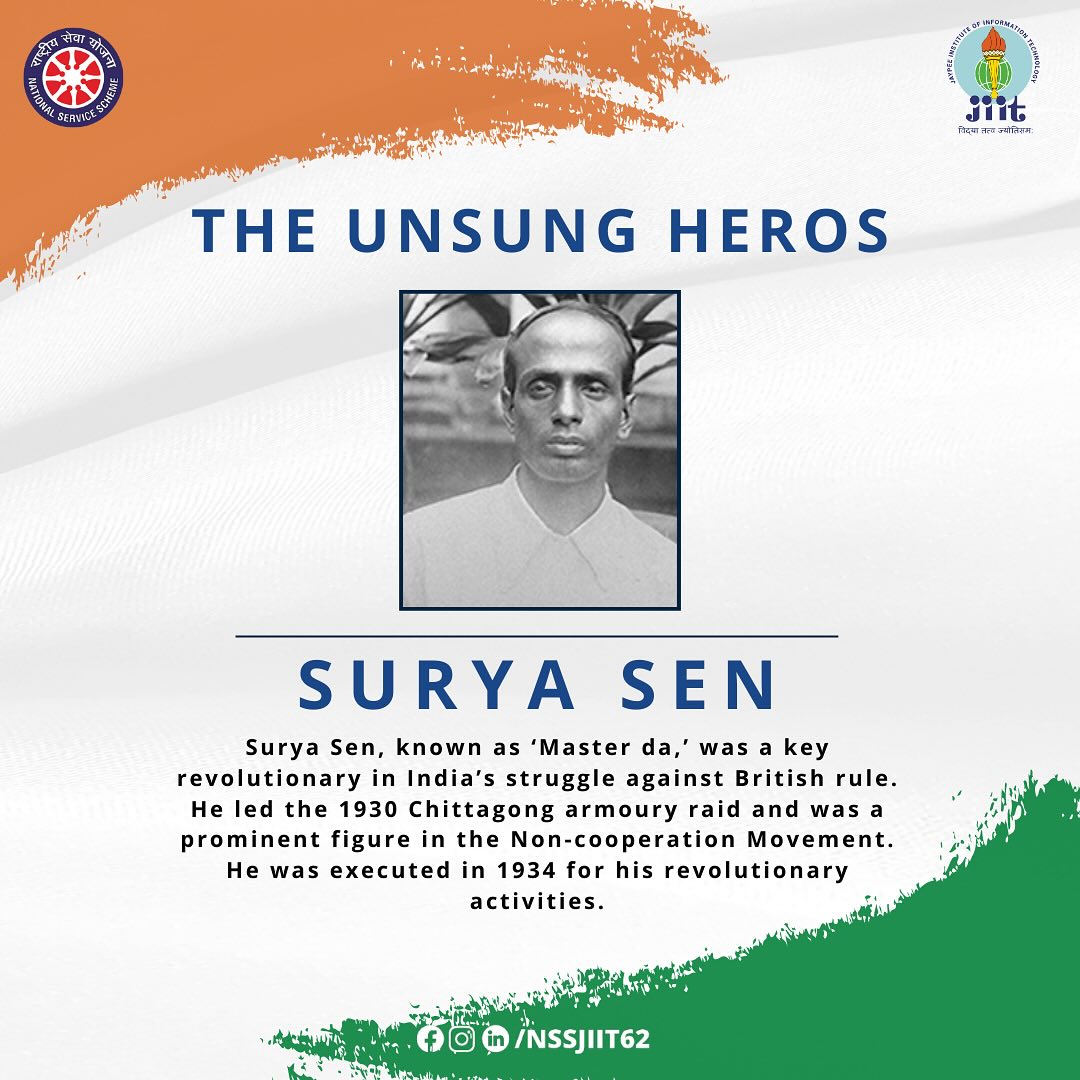 राष्ट्रीय सेवा योजना
NATIONAL SERVICE SCHEME
JAYPEE INSTITUTE OF INFORMATION TECHNOLOGY
jiit
विद्या तत्व ज्योतिसम:
THE UNSUNG HEROS
SURYA SEN
Surya Sen, known as ‘Master da,’ was a key
revolutionary in India’s struggle against British rule.
He led the 1930 Chittagong armoury raid and was a
prominent figure in the Non-cooperation Movement.
He was executed in 1934 for his revolutionary
activities.
/NSSJIIT62